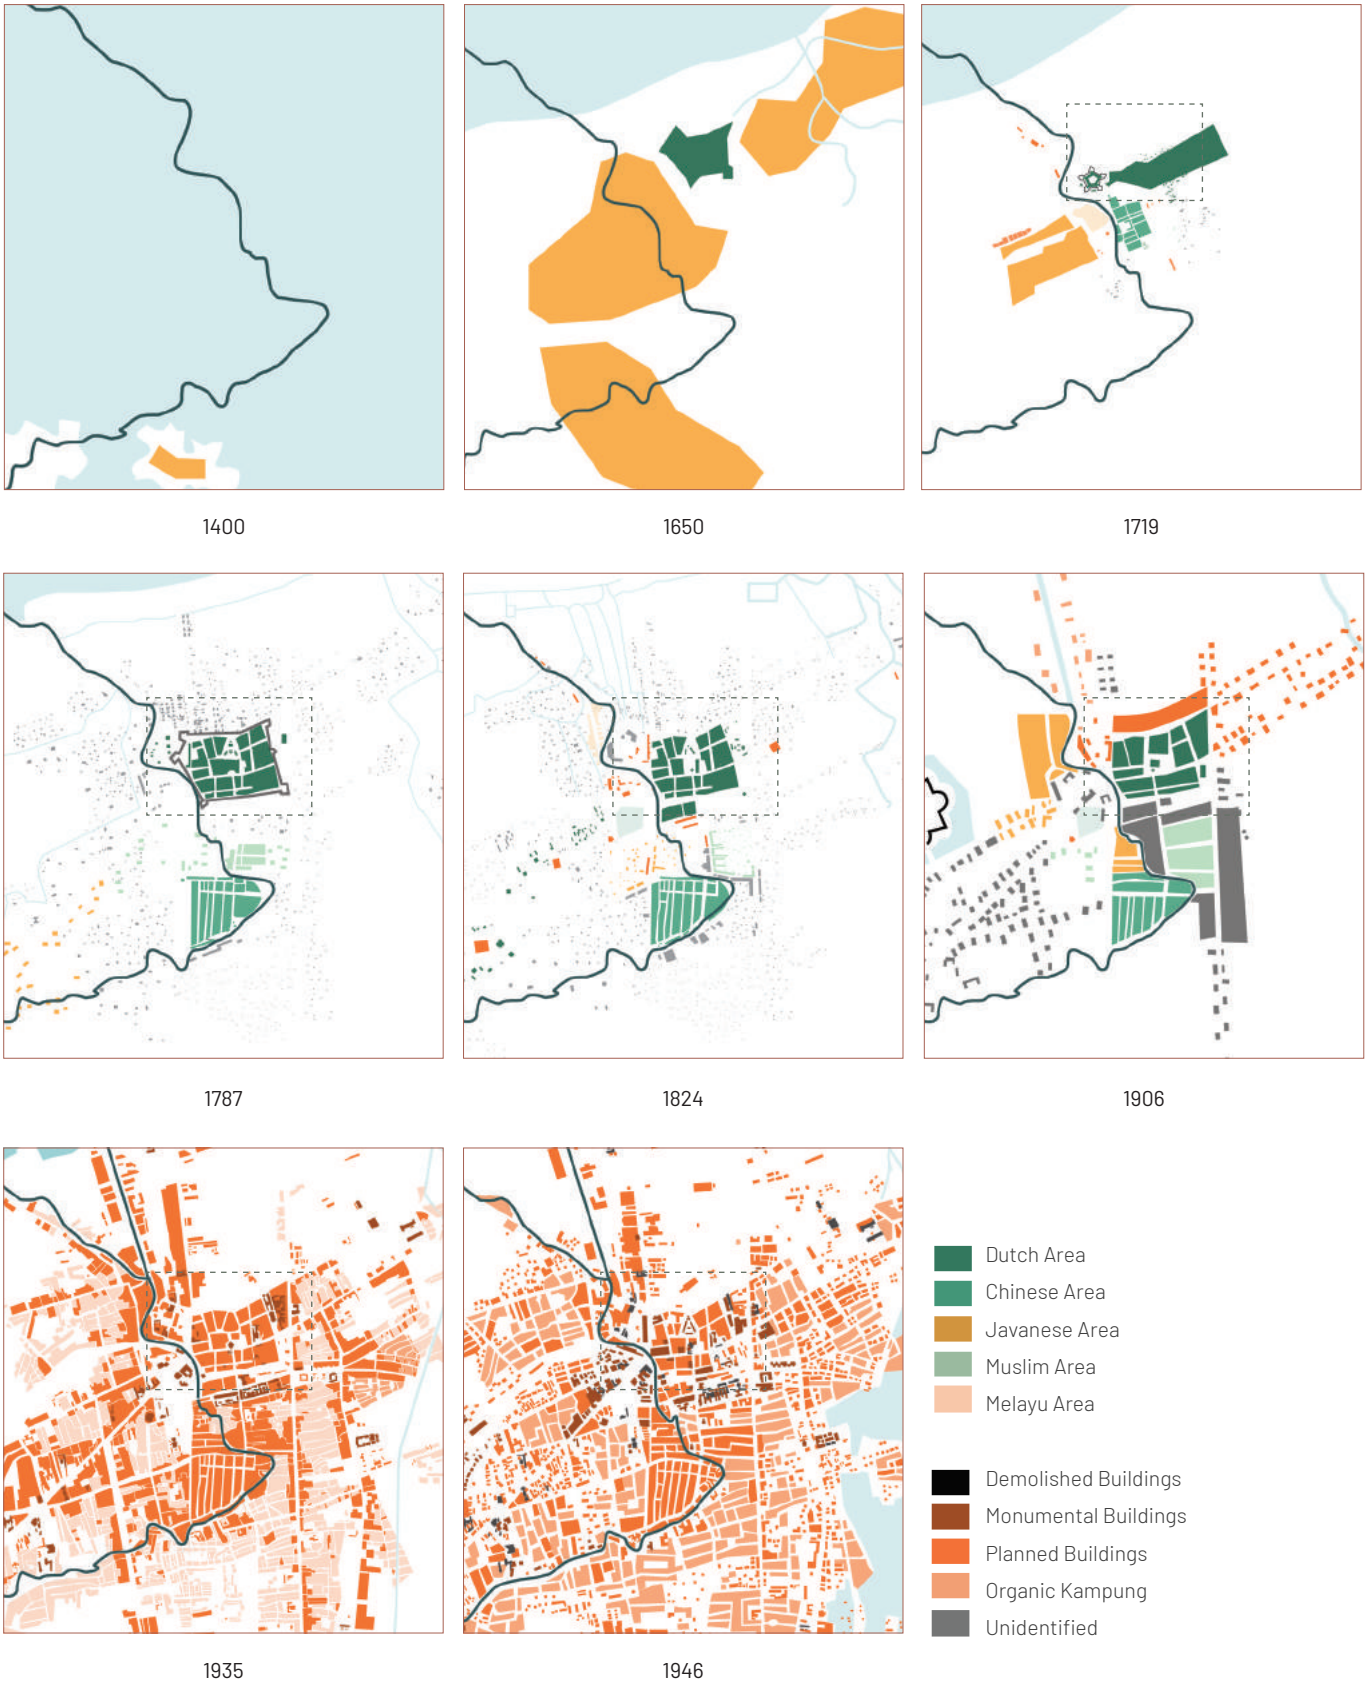 1400
1650
1719
1787
1824
1906
Dutch Area
Chinese Area
Javanese Area
Muslim Area
Melayu Area
Demolished Buildings
Monumental Buildings
Planned Buildings
Organic Kampung
Unidentified
1935
1946